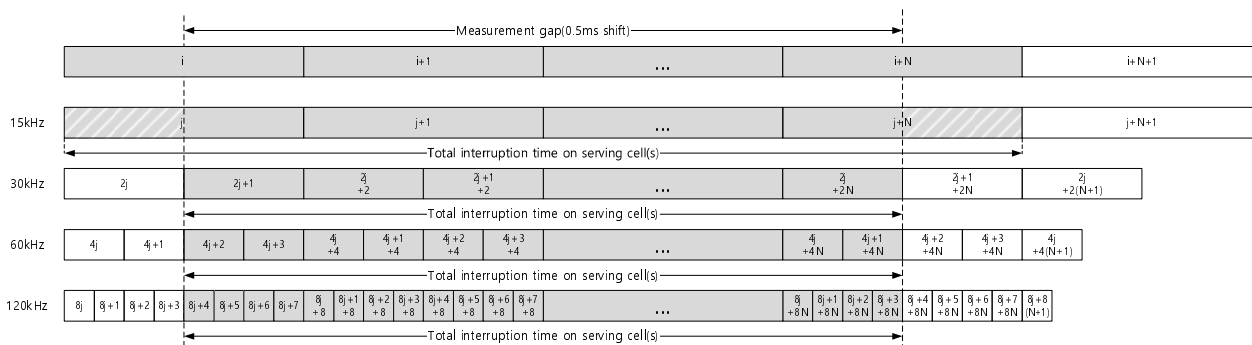 Measurement gap(0.5ms shift)
i
i+1
...
i+N
i+N+1
15kHz
j
j+1
...
j+N
j+N+1
Total interruption time on serving cell(s)
30kHz
2j
2j+1
2j
+2
2j+1
+2
...
2j
+2N
2j+1
+2N
2j
+2(N+1)
Total interruption time on serving cell(s)
60kHz
4j
4j+1
4j+2
4j+3
4j
+4
4j+1
+4
4j+2
+4
4j+3
+4
...
4j
+4N
4j+1
+4N
4j+2
+4N
4j+3
+4N
4j
+4(N+1)
Total interruption time on serving cell(s)
120kHz
8j
8j+1
8j+2
8j+3
8j+4
8j+5
8j+6
8j+7
8j
+8
8j+1
+8
8j+2
+8
8j+3
+8
8j+4
+8
8j+5
+8
8j+6
+8
8j+7
+8
...
8j
+8N
8j+1
+8N
8j+2
+8N
8j+3
+8N
8j+4
+8N
8j+5
+8N
8j+6
+8N
8j+7
+8N
8j+8
(N+1)
Total interruption time on serving cell(s)